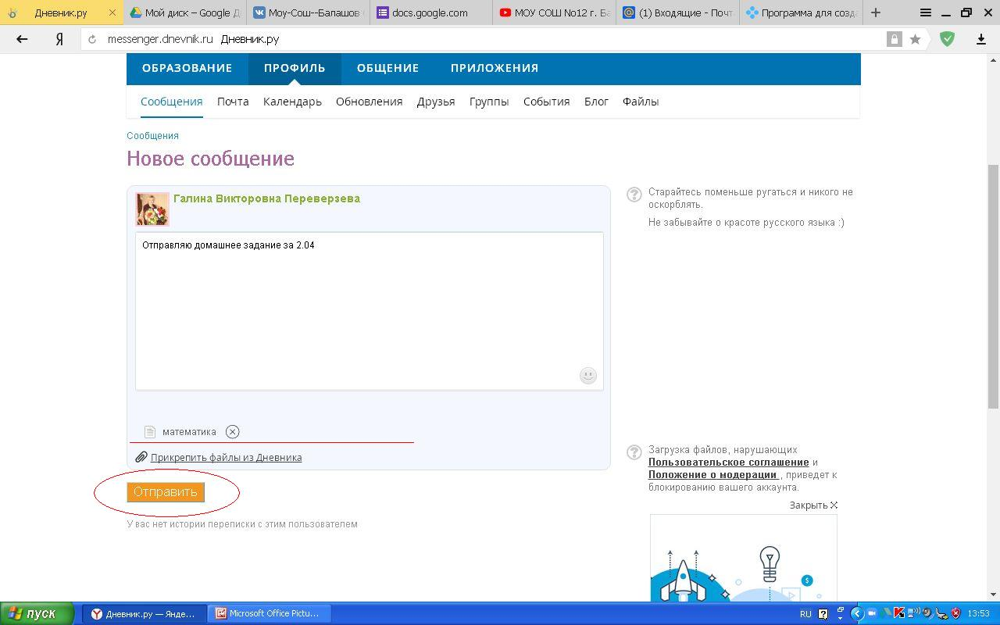 Дневник.ру
Мой диск – Google Д
Моу-Сош--Балашов
docs.google.com
МОУ СОШ No12 г. Ба
(1) Входящие - Почт
Программа для созда
Я messenger.dnevnik.ru Дневник.ру
ОБРАЗОВАНИЕ ПРОФИЛЬ ОБЩЕНИЕ ПРИЛОЖЕНИЯ
Сообщения Почта Календарь Обновления Друзья Группы События Блог Файлы
Сообщения
Новое сообщение
Галина Викторовна Переверзева
Отправляю домашнее задание за 2.04
математика
Прикрепить файлы из Дневника
Отправить
У вас нет истории переписки с этим пользователем
Старайтесь поменьше ругаться и никого не
оскорблять.
Не забывайте о красоте русского языка :)
Загрузка файлов, нарушающих
Пользовательское соглашение и
Положение о модерации , приведет к
блокированию вашего аккаунта.
Закрыть
$
пуск
Дневник.ру — Янде...
Microsoft Office Pictu...
RU
13:53